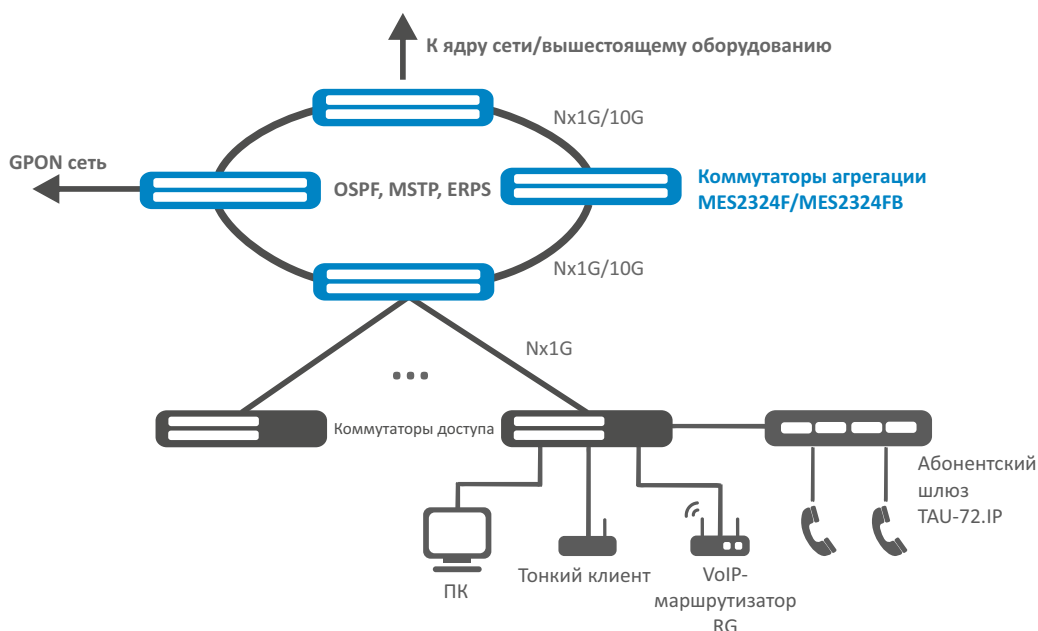 К ядру сети/вышестоящему оборудованию
Nx1G/10G
GPON сеть
OSPF, MSTP, ERPS
Коммутаторы агрегации
MES2324F/MES2324FB
Nx1G/10G
Nx1G
...
Коммутаторы доступа
Абонентский
шлюз
TAU-72.IP
ПК
Тонкий клиент
VoIP-
маршрутизатор
RG